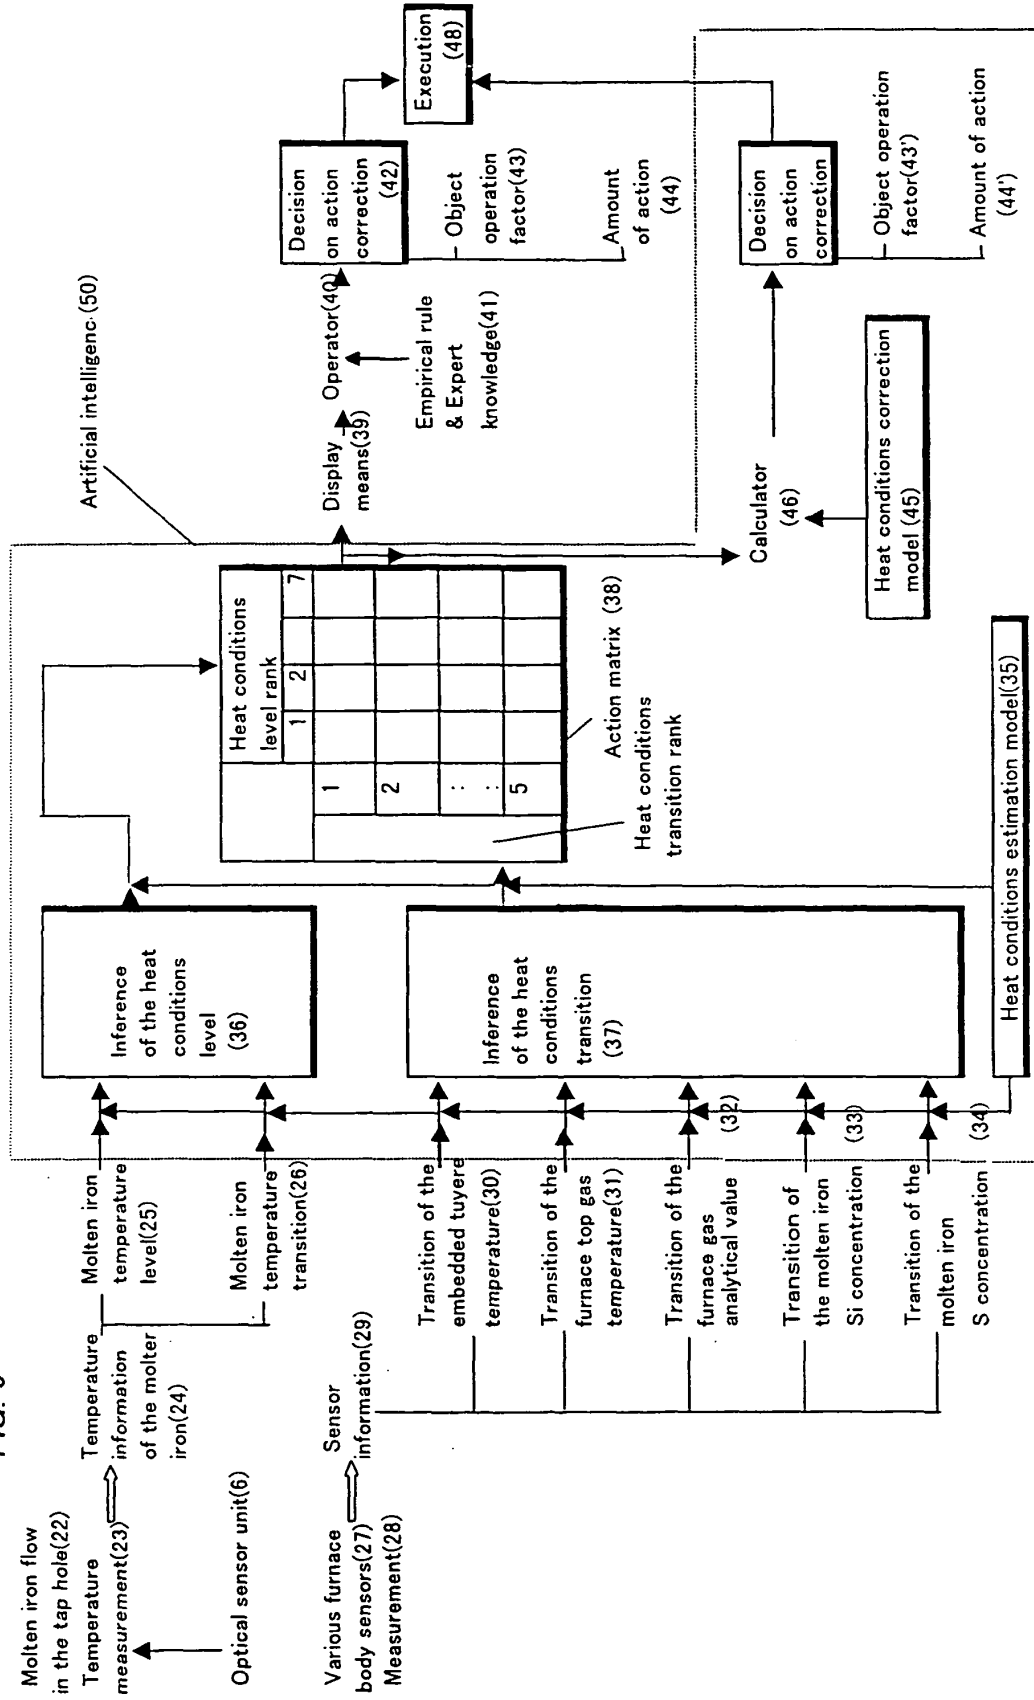 Molten iron flow
in the tap hole(22)
Temperature
measurement(23)
Optical sensor unit(6)
Temperature
information
of the molter
iron(24)
Molten iron
temperature
level(25)
Molten iron
temperature
transition(26)
Various furnace
body sensors(27)
Measurement(28)
Sensor
information(29)
Transition of the
embedded tuyere
temperature(30)
Transition of the
furnace top gas
temperature(31)
Transition of the
furnace gas
analytical value
(32)
Transition of
the molten iron
Si concentration
(33)
Transition of the
molten iron
S concentration
(34)
Inference
of the heat
conditions
level
(36)
Inference
of the heat
conditions
transition
(37)
Heat conditions estimation model(35)
Artificial intelligenc (50)
Heat conditions
level rank
1 2 7
1
2
: :
5
Action matrix (38)
Heat conditions
transition rank
Display
means(39)
Operator(40)
Empirical rule
& Expert
knowledge(41)
Calculator
(46)
Heat conditions correction
model (45)
Decision
on action
correction
(42)
Object
operation
factor(43)
Amount
of action
(44)
Execution
(48)
Decision
on action
correction
Object operation
factor(43')
Amount of action
(44')